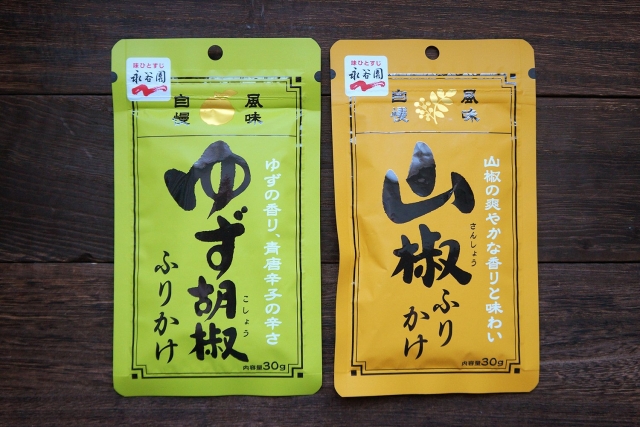 味ひとすじ
永谷園
風味
自慢
ゆず胡椒
こしょう
ふりかけ
ゆずの香り、青唐辛子の辛さ
内容量30g
味ひとすじ
永谷園
風味
自慢
山椒
さんしょう
ふりかけ
山椒の爽やかな香りと味わい
内容量30g